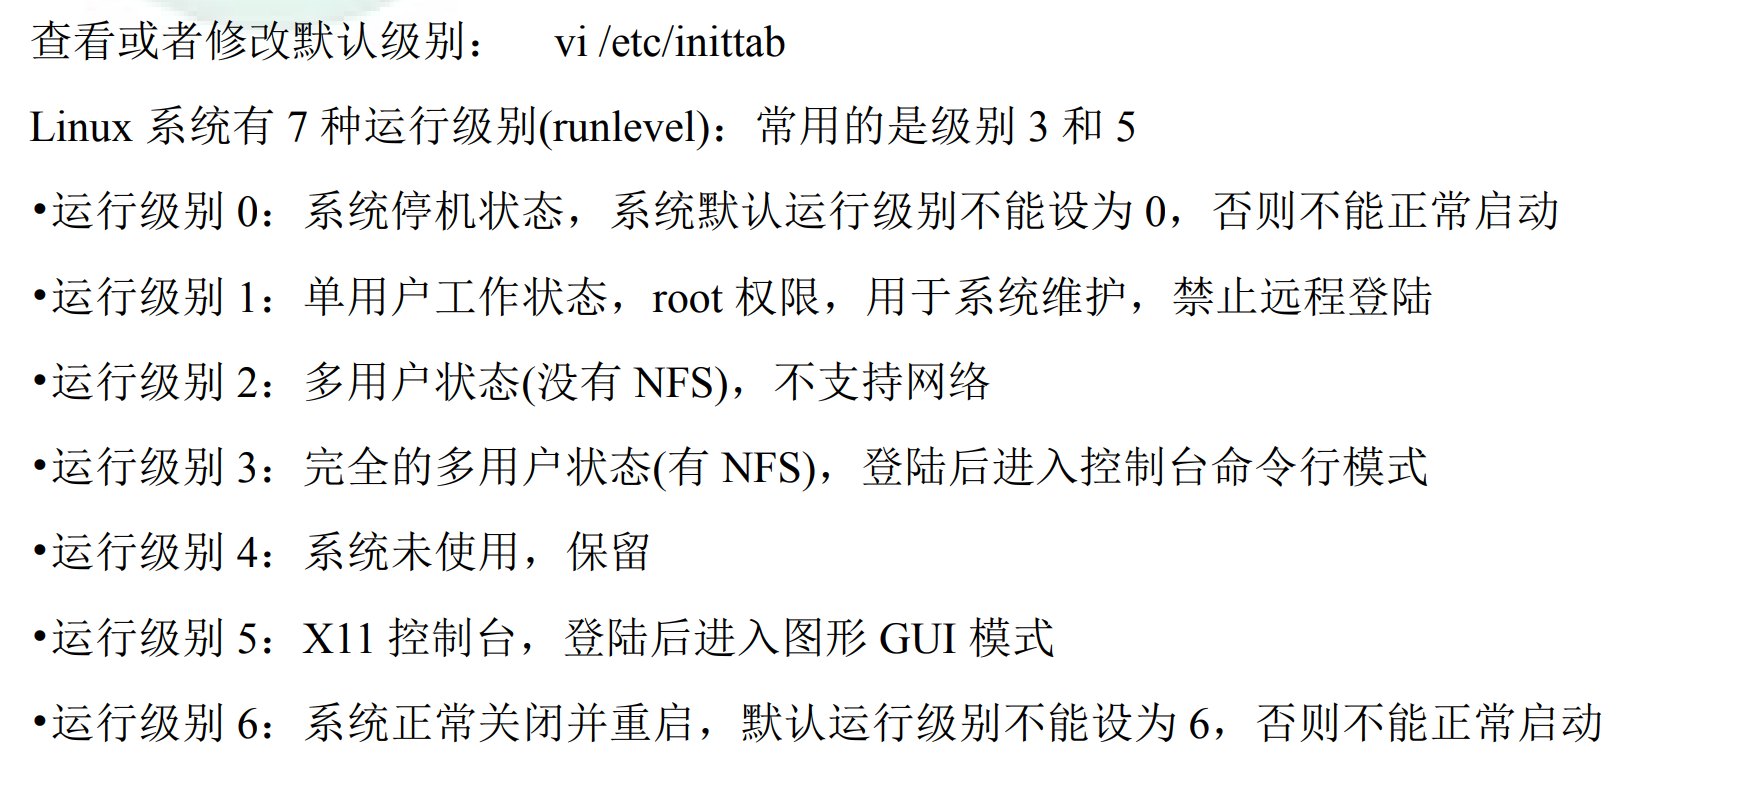 查看或者修改默认级别： vi /etc/inittab
Linux 系统有 7 种运行级别(runlevel)：常用的是级别 3 和 5
•运行级别 0：系统停机状态，系统默认运行级别不能设为 0，否则不能正常启动
•运行级别 1：单用户工作状态，root 权限，用于系统维护，禁止远程登陆
•运行级别 2：多用户状态(没有 NFS)，不支持网络
•运行级别 3：完全的多用户状态(有 NFS)，登陆后进入控制台命令行模式
•运行级别 4：系统未使用，保留
•运行级别 5：X11 控制台，登陆后进入图形 GUI 模式
•运行级别 6：系统正常关闭并重启，默认运行级别不能设为 6，否则不能正常启动